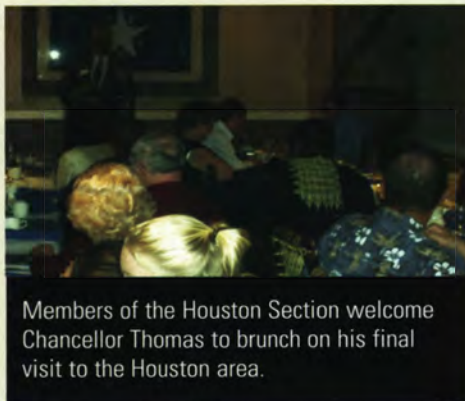 Members of the Houston Section welcome
Chancellor Thomas to brunch on his final
visit to the Houston area.